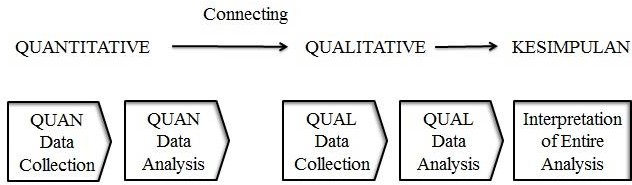 Connecting
QUANTITATIVE QUALITATIVE KESIMPULAN
QUAN
Data
Collection
QUAN
Data
Analysis
QUAL
Data
Collection
QUAL
Data
Analysis
Interpretation
of Entire
Analysis